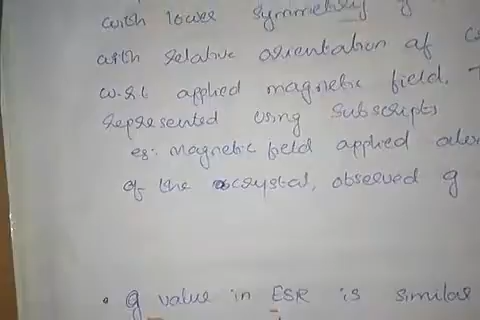 with lower symmetry g
with relative orientation of
w.r.t applied magnetic field.
represented using subscripts
eg: magnetic field applied
of the crystal, observed g
• g value in ESR is similar